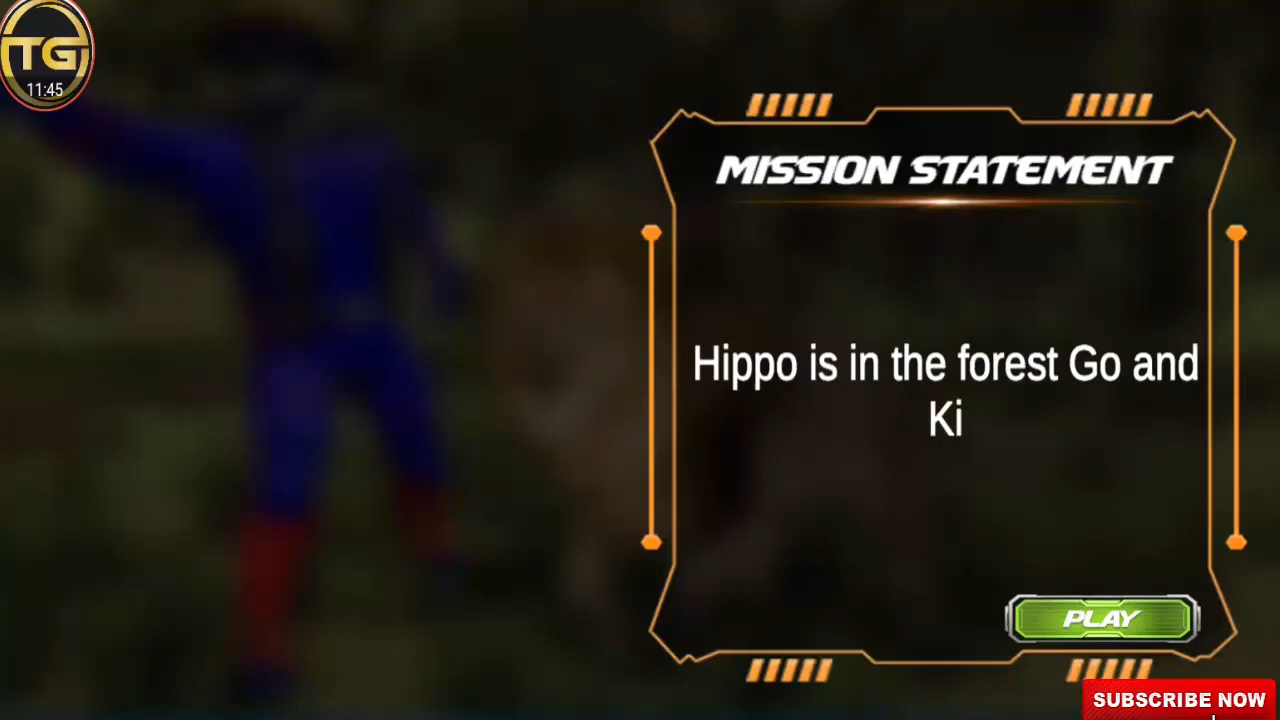 TG
11:45
MISSION STATEMENT
Hippo is in the forest Go and
Ki
PLAY
SUBSCRIBE NOW